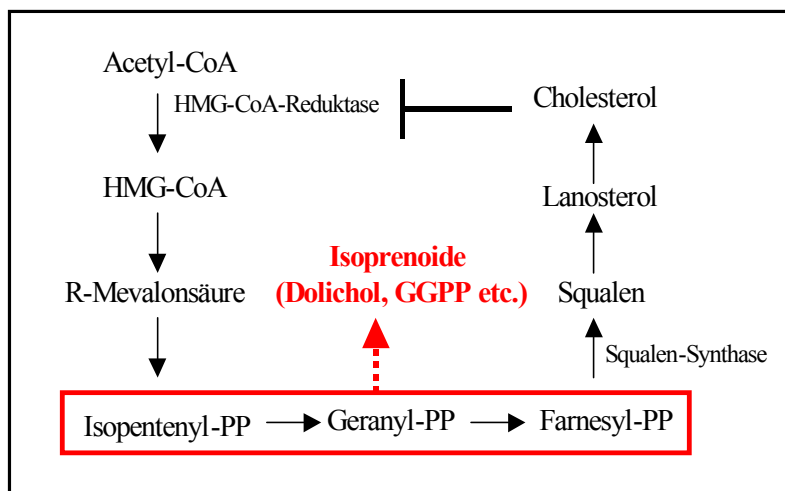 Acetyl-CoA
HMG-CoA-Reduktase
Cholesterol
HMG-CoA
Lanosterol
Isoprenoide
(Dolichol, GGPP etc.)
R-Mevalonsäure
Squalen
Squalen-Synthase
Isopentenyl-PP
Geranyl-PP
Farnesyl-PP